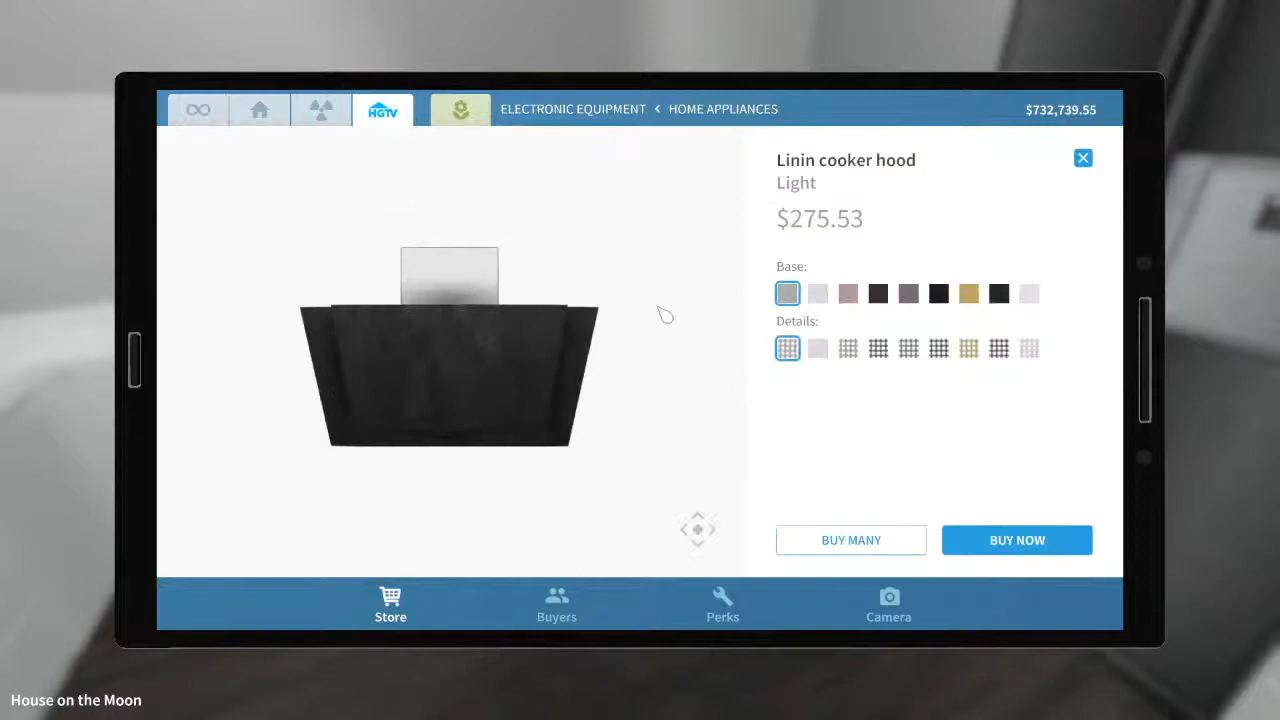 HGTV
ELECTRONIC EQUIPMENT < HOME APPLIANCES
$732,739.55
Linin cooker hood
Light
$275.53
Base:
Details:
BUY MANY
BUY NOW
Store
Buyers
Perks
Camera
House on the Moon